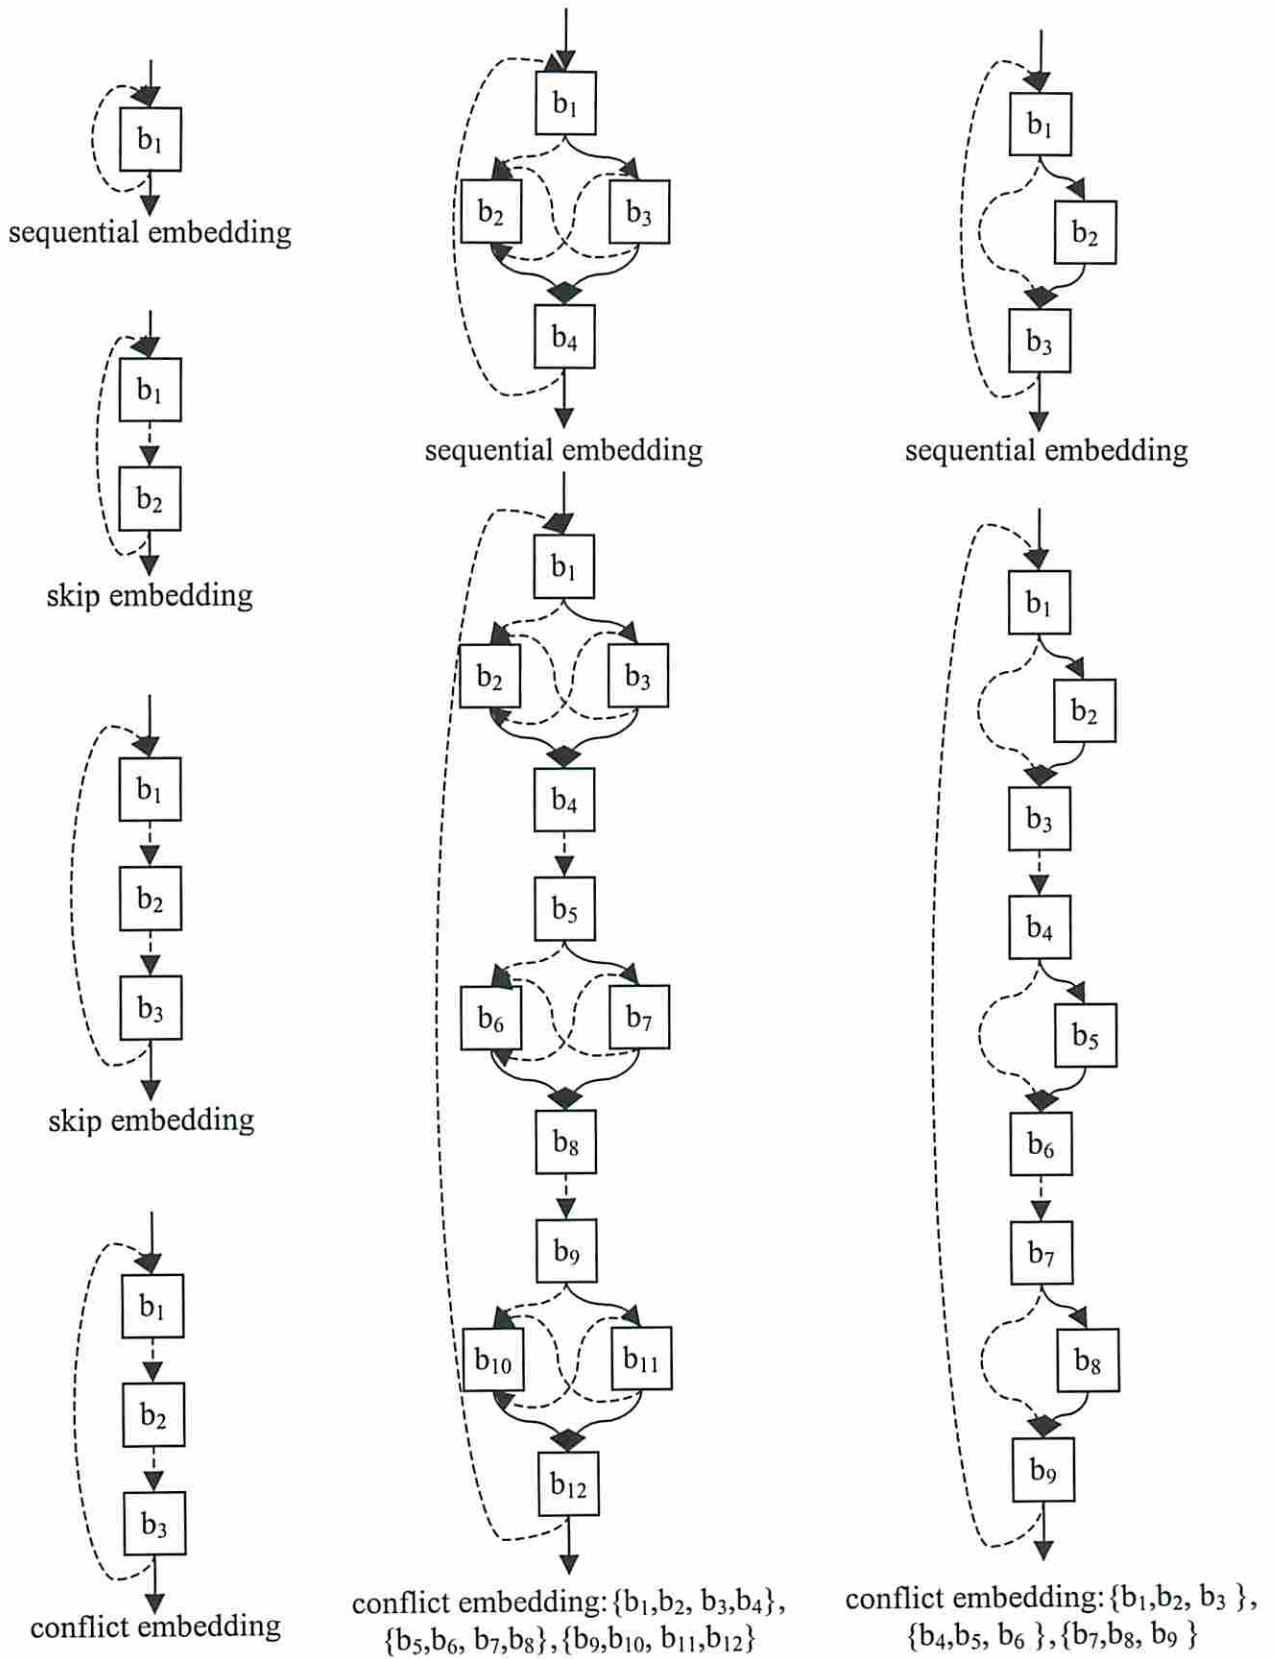 b₁
sequential embedding
b₁
b₂
skip embedding
b₁
b₂
b₃
skip embedding
b₁
b₂
b₃
conflict embedding
b₁
b₂ b₃
b₄
sequential embedding
b₁
b₂ b₃
b₄
b₅
b₆ b₇
b₈
b₉
b₁₀ b₁₁
b₁₂
conflict embedding:{b₁,b₂, b₃,b₄},
{b₅,b₆, b₇,b₈},{b₉,b₁₀, b₁₁,b₁₂}
b₁
b₂
b₃
sequential embedding
b₁
b₂
b₃
b₄
b₅
b₆
b₇
b₈
b₉
conflict embedding:{b₁,b₂, b₃ },
{b₄,b₅, b₆ },{b₇,b₈, b₉ }